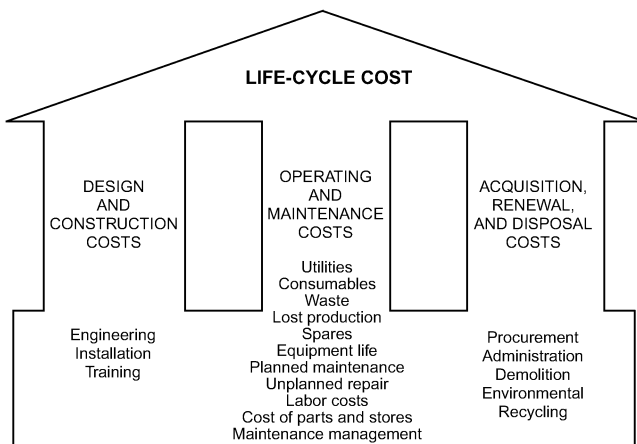 LIFE-CYCLE COST
DESIGN
AND
CONSTRUCTION
COSTS
Engineering
Installation
Training
OPERATING
AND
MAINTENANCE
COSTS
Utilities
Consumables
Waste
Lost production
Spares
Equipment life
Planned maintenance
Unplanned repair
Labor costs
Cost of parts and stores
Maintenance management
ACQUISITION,
RENEWAL,
AND DISPOSAL
COSTS
Procurement
Administration
Demolition
Environmental
Recycling